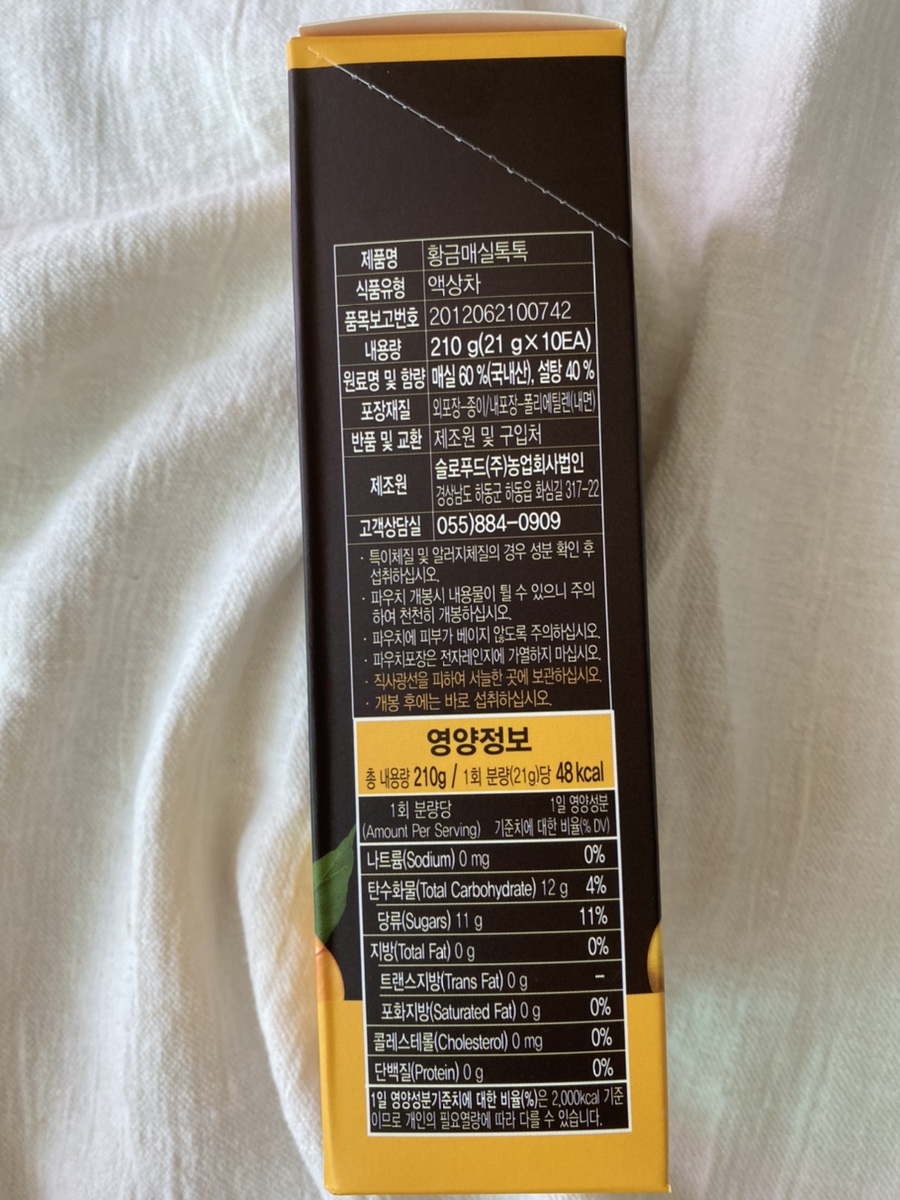 제품명 황금매실톡톡
식품유형 액상차
품목보고번호 2012062100742
내용량 210 g(21 g×10EA)
원료명 및 함량 매실 60 %(국내산), 설탕 40 %
포장재질 외포장-종이/내포장-폴리에틸렌(내면)
반품 및 교환 제조원 및 구입처
제조원 슬로푸드(주)농업회사법인
경상남도 하동군 하동읍 화심길 317-22
고객상담실 055)884-0909
· 특이체질 및 알러지체질의 경우 성분 확인 후
섭취하십시오.
· 파우치 개봉시 내용물이 튈 수 있으니 주의
하여 천천히 개봉하십시오.
· 파우치에 피부가 베이지 않도록 주의하십시오.
· 파우치포장은 전자레인지에 가열하지 마십시오.
· 직사광선을 피하여 서늘한 곳에 보관하십시오.
· 개봉 후에는 바로 섭취하십시오.
영양정보
총 내용량 210g / 1회 분량(21g)당 48 kcal
1회 분량당 1일 영양성분
(Amount Per Serving) 기준치에 대한 비율(% DV)
나트륨(Sodium) 0 mg 0%
탄수화물(Total Carbohydrate) 12 g 4%
당류(Sugars) 11 g 11%
지방(Total Fat) 0 g 0%
트랜스지방(Trans Fat) 0 g -
포화지방(Saturated Fat) 0 g 0%
콜레스테롤(Cholesterol) 0 mg 0%
단백질(Protein) 0 g 0%
1일 영양성분기준치에 대한 비율(%)은 2,000kcal 기준
이므로 개인의 필요열량에 따라 다를 수 있습니다.